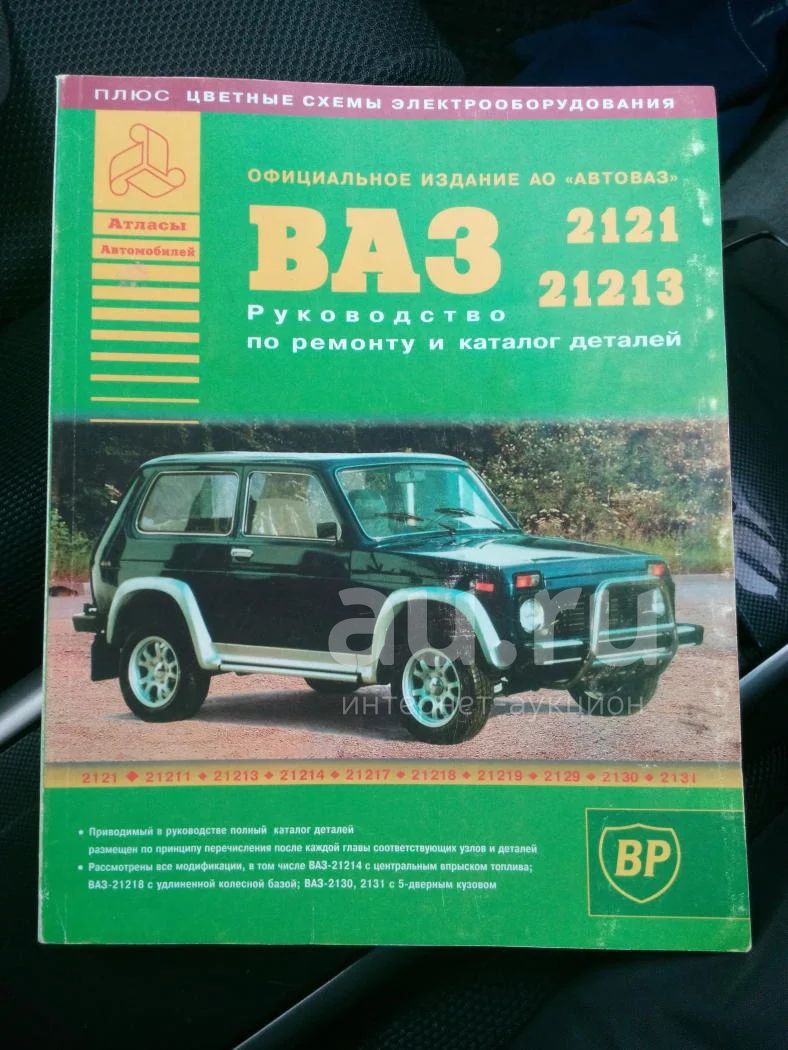 ПЛЮС ЦВЕТНЫЕ СХЕМЫ ЭЛЕКТРООБОРУДОВАНИЯ
Атласы
Автомобилей
ОФИЦИАЛЬНОЕ ИЗДАНИЕ АО «АВТОВАЗ»
ВАЗ 2121
21213
Руководство
по ремонту и каталог деталей
au.ru
интернет-аукцион
2121 ◆ 21211 ◆ 21213 ◆ 21214 ◆ 21217 ◆ 21218 ◆ 21219 ◆ 2129 ◆ 2130 ◆ 2131
• Приводимый в руководстве полный каталог деталей
размещен по принципу перечисления после каждой главы соответствующих узлов и деталей
• Рассмотрены все модификации, в том числе ВАЗ-21214 с центральным впрыском топлива;
ВАЗ-21218 с удлиненной колесной базой; ВАЗ-2130, 2131 с 5-дверным кузовом
BP